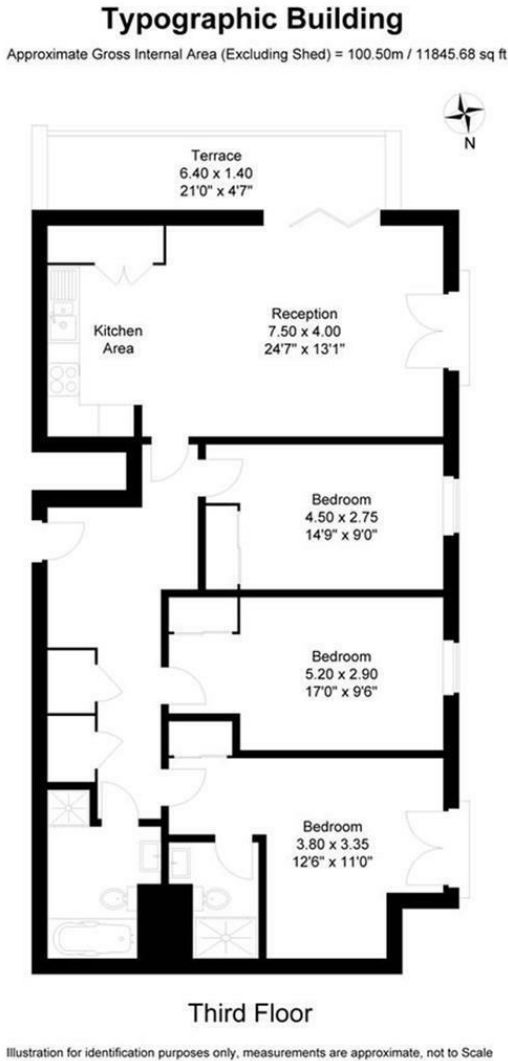 Typographic Building
Approximate Gross Internal Area (Excluding Shed) = 100.50m / 11845.68 sq ft
N
Terrace
6.40 x 1.40
21'0" x 4'7"
Kitchen
Area
Reception
7.50 x 4.00
24'7" x 13'1"
Bedroom
4.50 x 2.75
14'9" x 9'0"
Bedroom
5.20 x 2.90
17'0" x 9'6"
Bedroom
3.80 x 3.35
12'6" x 11'0"
Third Floor
Illustration for identification purposes only, measurements are approximate, not to Scale